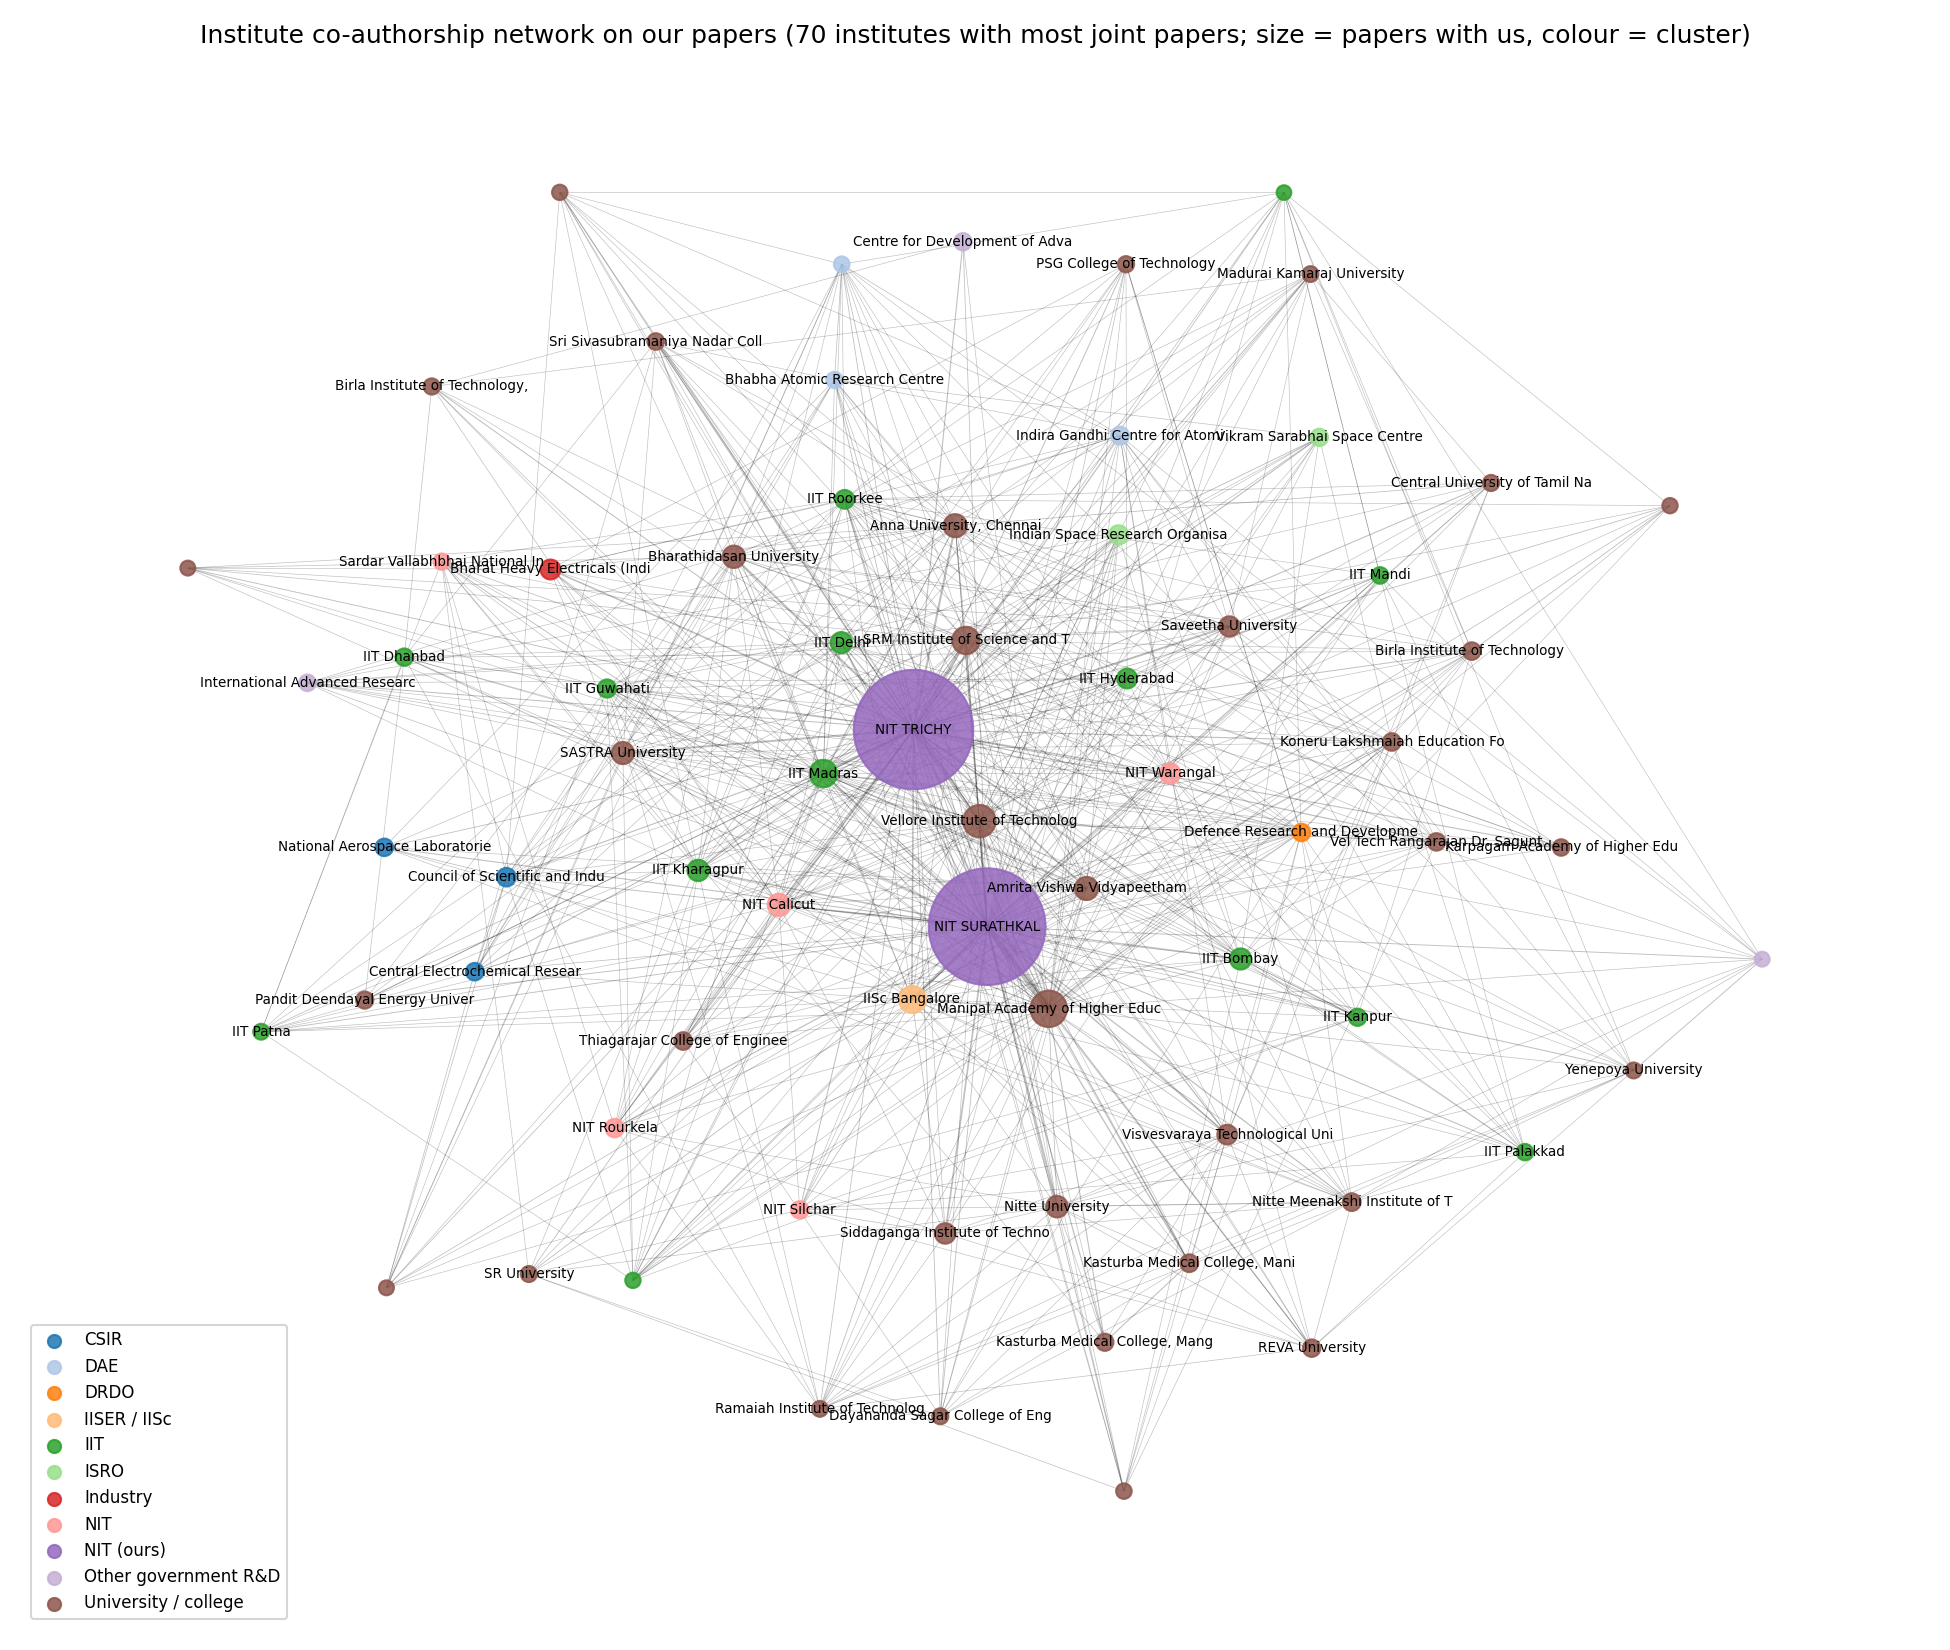 Institute co-authorship network on our papers (70 institutes with most joint papers; size = papers with us, colour = cluster)
Centre for Development of Adva
PSG College of Technology
Madurai Kamaraj University
Sri Sivasubramaniya Nadar Coll
Bhabha Atomic Research Centre
Birla Institute of Technology,
Indira Gandhi Centre for Atomi
Vikram Sarabhai Space Centre
Central University of Tamil Na
IIT Roorkee
Anna University, Chennai
Indian Space Research Organisa
Bharathidasan University
Sardar Vallabhbhai National In
Bharat Heavy Electricals (Indi
IIT Mandi
Saveetha University
IIT Delhi
SRM Institute of Science and T
Birla Institute of Technology
IIT Dhanbad
IIT Hyderabad
International Advanced Researc
IIT Guwahati
NIT TRICHY
Koneru Lakshmaiah Education Fo
SASTRA University
IIT Madras
NIT Warangal
Vellore Institute of Technolog
Defence Research and Developme
Vel Tech Rangarajan Dr. Sagunt
Karpagam Academy of Higher Edu
National Aerospace Laboratorie
IIT Kharagpur
Council of Scientific and Indu
Amrita Vishwa Vidyapeetham
NIT Calicut
NIT SURATHKAL
IIT Bombay
Central Electrochemical Resear
Pandit Deendayal Energy Univer
IISc Bangalore
Manipal Academy of Higher Educ
IIT Kanpur
IIT Patna
Thiagarajar College of Enginee
Yenepoya University
NIT Rourkela
Visvesvaraya Technological Uni
IIT Palakkad
Nitte Meenakshi Institute of T
NIT Silchar
Nitte University
Siddaganga Institute of Techno
Kasturba Medical College, Mani
SR University
Kasturba Medical College, Mang
REVA University
Ramaiah Institute of Technolog
Dayananda Sagar College of Eng
CSIR
DAE
DRDO
IISER / IISc
IIT
ISRO
Industry
NIT
NIT (ours)
Other government R&D
University / college